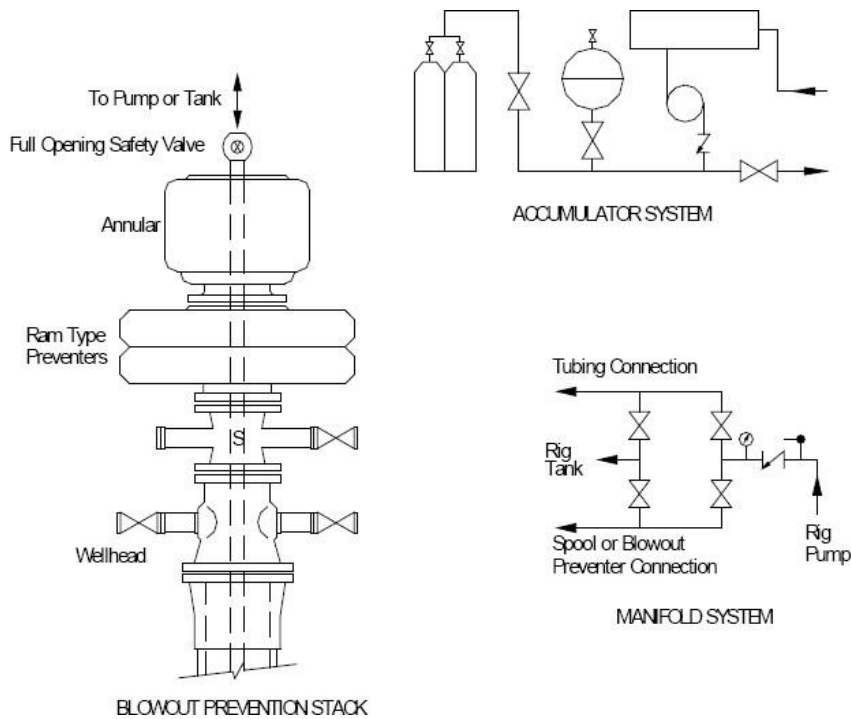 To Pump or Tank
Full Opening Safety Valve
Annular
Ram Type
Preventers
S
Wellhead
BLOWOUT PREVENTION STACK
ACCUMULATOR SYSTEM
Tubing Connection
Rig
Tank
Spool or Blowout
Preventer Connection
Rig
Pump
MANIFOLD SYSTEM